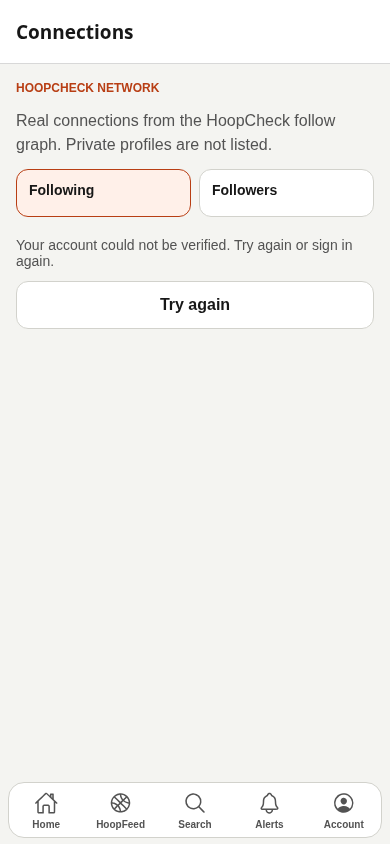 Connections
HOOPCHECK NETWORK
Real connections from the HoopCheck follow
graph. Private profiles are not listed.
Following
Followers
Your account could not be verified. Try again or sign in
again.
Try again
Home
HoopFeed
Search
Alerts
Account